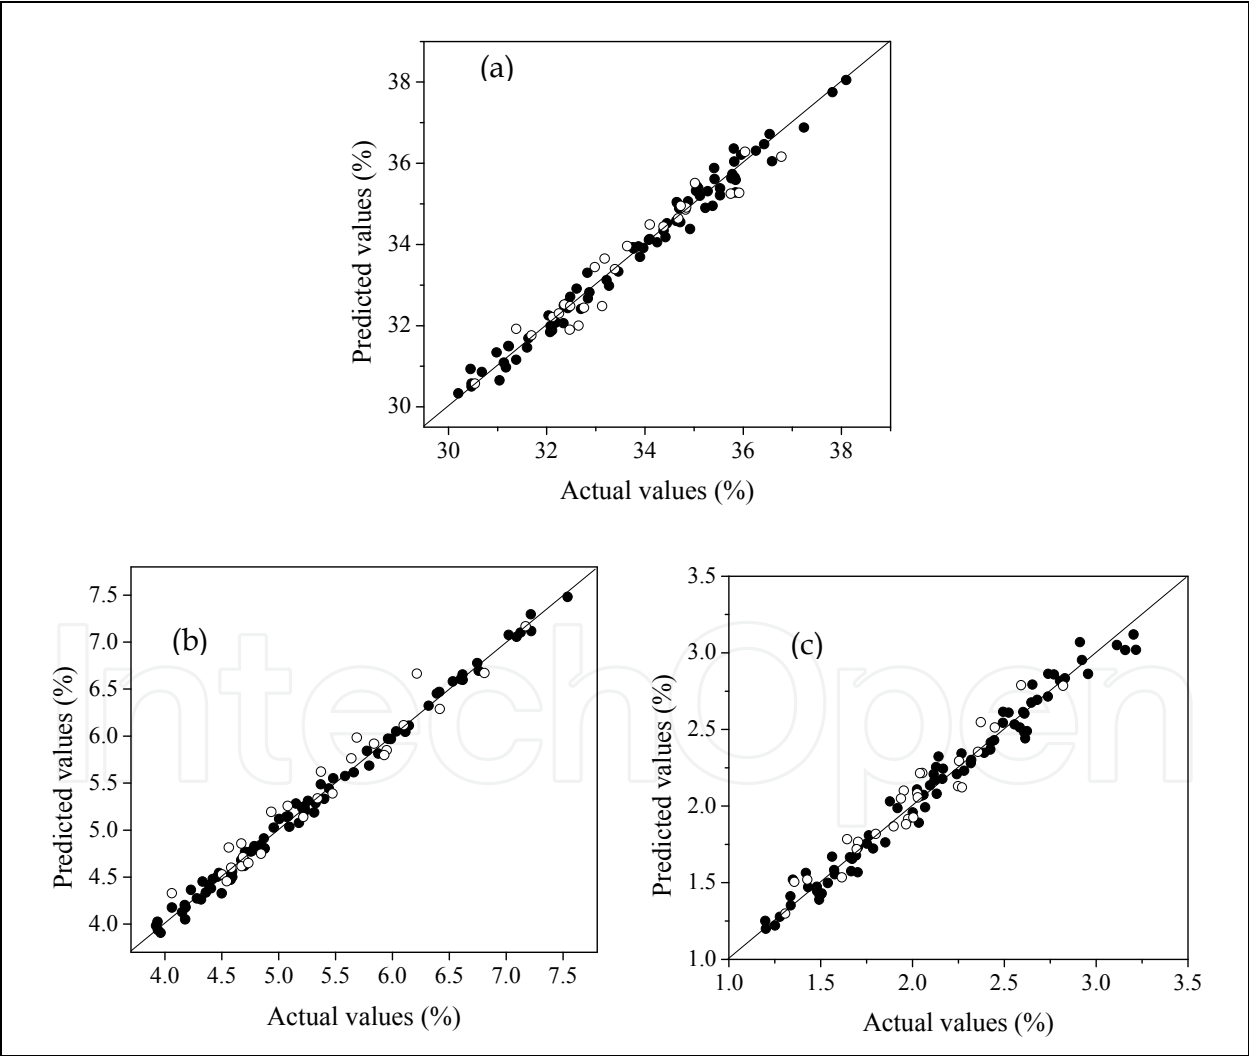 (a)
Predicted values (%)
38
36
34
32
30
30 32 34 36 38
Actual values (%)
(b)
Predicted values (%)
7.5
7.0
6.5
6.0
5.5
5.0
4.5
4.0
4.0 4.5 5.0 5.5 6.0 6.5 7.0 7.5
Actual values (%)
(c)
Predicted values (%)
3.5
3.0
2.5
2.0
1.5
1.0
1.0 1.5 2.0 2.5 3.0 3.5
Actual values (%)
IntechOpen